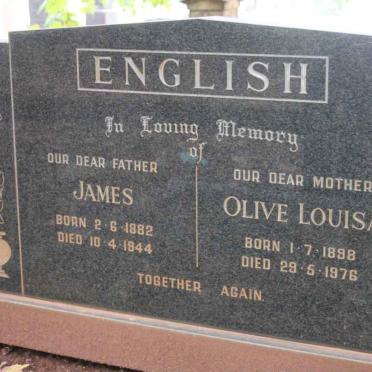 ENGLISH
In Loving Memory
of
OUR DEAR FATHER
JAMES
BORN 2·6·1882
DIED 10·4·1944
OUR DEAR MOTHER
OLIVE LOUISA
BORN 1·7·1898
DIED 29·5·1976
TOGETHER AGAIN.